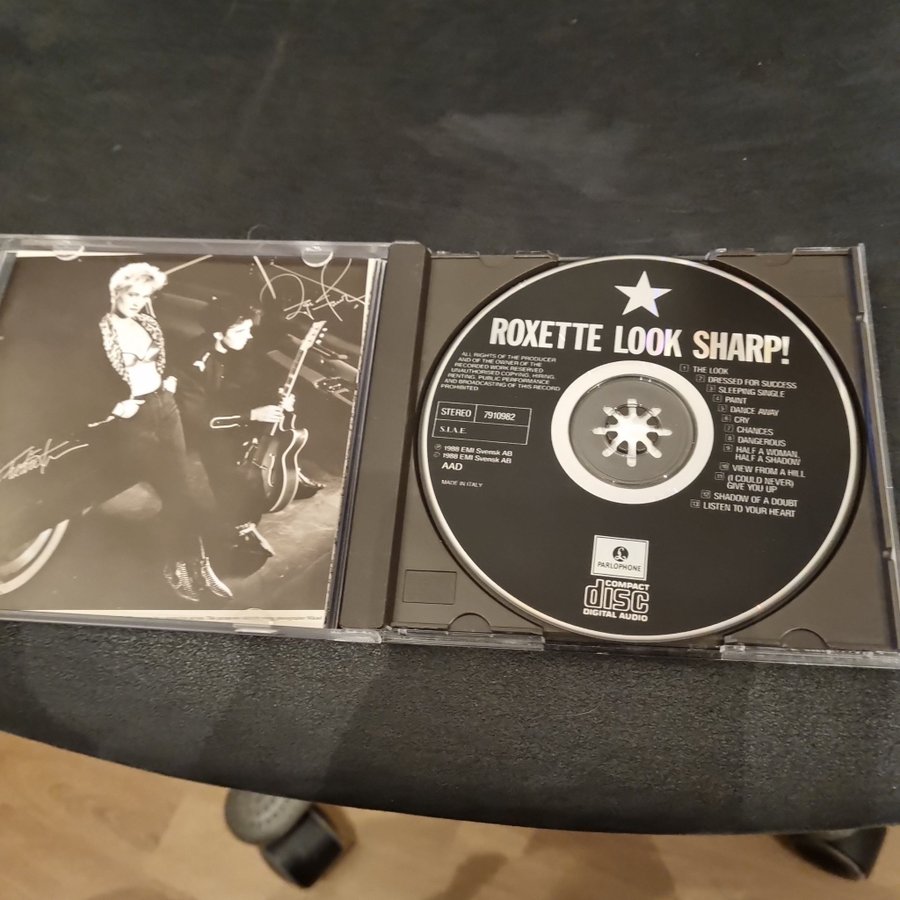 ROXETTE LOOK SHARP!
ALL RIGHTS OF THE PRODUCER
AND OF THE OWNER OF THE
RECORDED WORK RESERVED
UNAUTHORISED COPYING, HIRING,
RENTING, PUBLIC PERFORMANCE
AND BROADCASTING OF THIS RECORD
PROHIBITED
STEREO 7910982
S.I.A.E.
℗ 1988 EMI Svensk AB
© 1988 EMI Svensk AB
AAD
MADE IN ITALY
1 THE LOOK
2 DRESSED FOR SUCCESS
3 SLEEPING SINGLE
4 PAINT
5 DANCE AWAY
6 CRY
7 CHANCES
8 DANGEROUS
9 HALF A WOMAN,
HALF A SHADOW
10 VIEW FROM A HILL
11 (I COULD NEVER)
GIVE YOU UP
12 SHADOW OF A DOUBT
13 LISTEN TO YOUR HEART
PARLOPHONE
COMPACT
disc
DIGITAL AUDIO